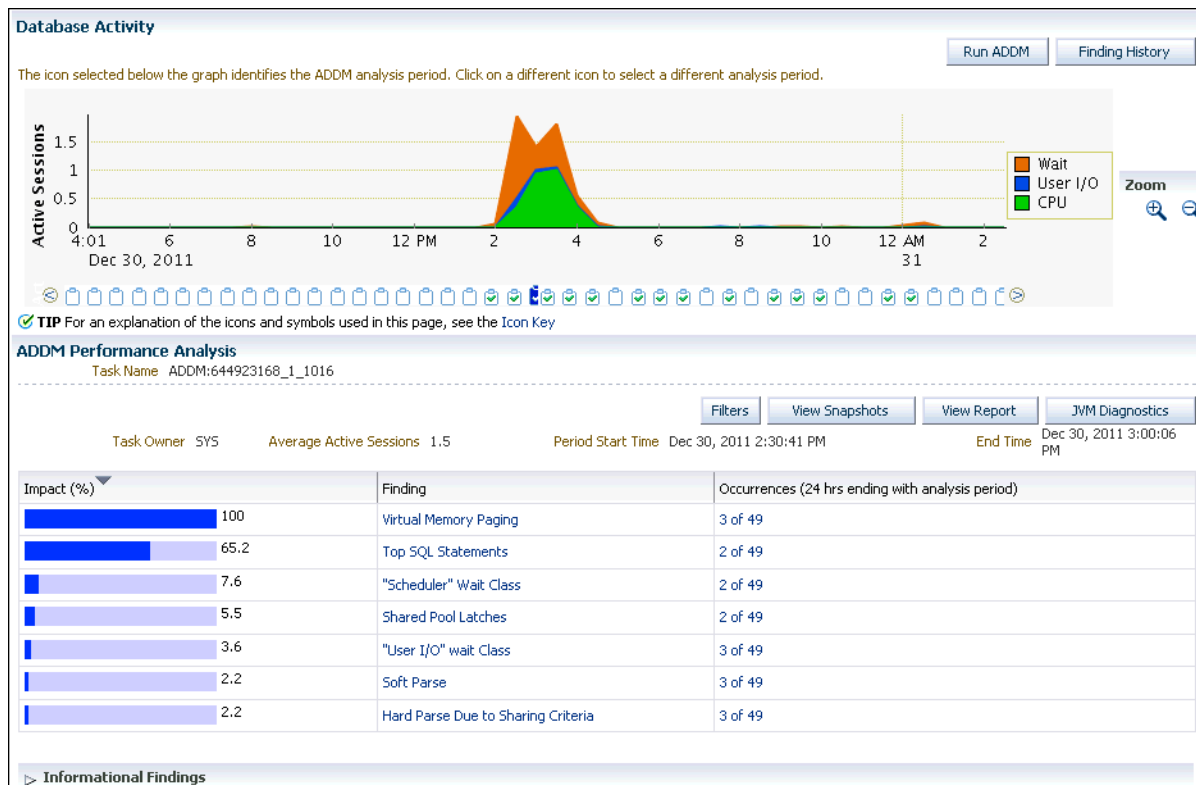 Database Activity
Run ADDM
Finding History
The icon selected below the graph identifies the ADDM analysis period. Click on a different icon to select a different analysis period.
Active Sessions
1.5
1
0.5
0
4:01 6 8 10 12 PM 2 4 6 8 10 12 AM 2
Dec 30, 2011 31
Wait
User I/O
CPU
Zoom
TIP For an explanation of the icons and symbols used in this page, see the Icon Key
ADDM Performance Analysis
Task Name ADDM:644923168_1_1016
Filters View Snapshots View Report JVM Diagnostics
Task Owner SYS Average Active Sessions 1.5 Period Start Time Dec 30, 2011 2:30:41 PM End Time Dec 30, 2011 3:00:06 PM
Impact (%) Finding Occurrences (24 hrs ending with analysis period)
100 Virtual Memory Paging 3 of 49
65.2 Top SQL Statements 2 of 49
7.6 "Scheduler" Wait Class 2 of 49
5.5 Shared Pool Latches 2 of 49
3.6 "User I/O" wait Class 3 of 49
2.2 Soft Parse 3 of 49
2.2 Hard Parse Due to Sharing Criteria 3 of 49
Informational Findings